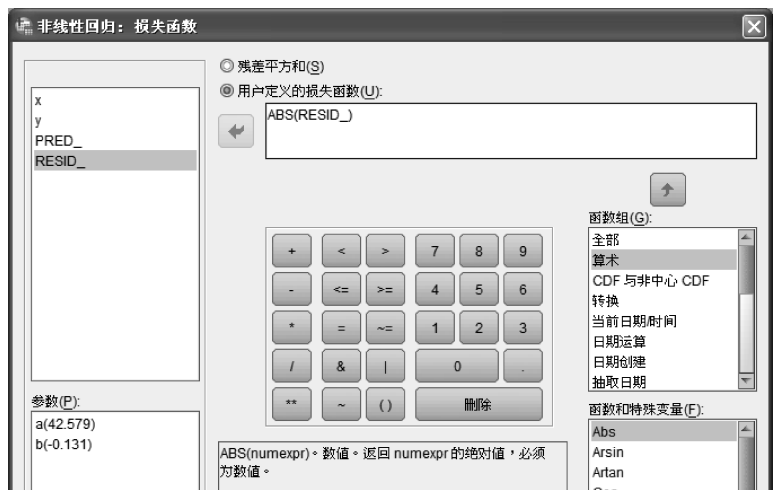 非线性回归：损失函数
残差平方和(S)
用户定义的损失函数(U):
x
y
PRED_
RESID_
ABS(RESID_)
函数组(G):
全部
算术
CDF 与非中心 CDF
转换
当前日期/时间
日期运算
日期创建
抽取日期
+ < > 7 8 9
- <= >= 4 5 6
* = ~= 1 2 3
/ & | 0 .
** ~ ( ) 删除
参数(P):
a(42.579)
b(-0.131)
ABS(numexpr)。数值。返回 numexpr 的绝对值，必须
为数值。
函数和特殊变量(F):
Abs
Arsin
Artan